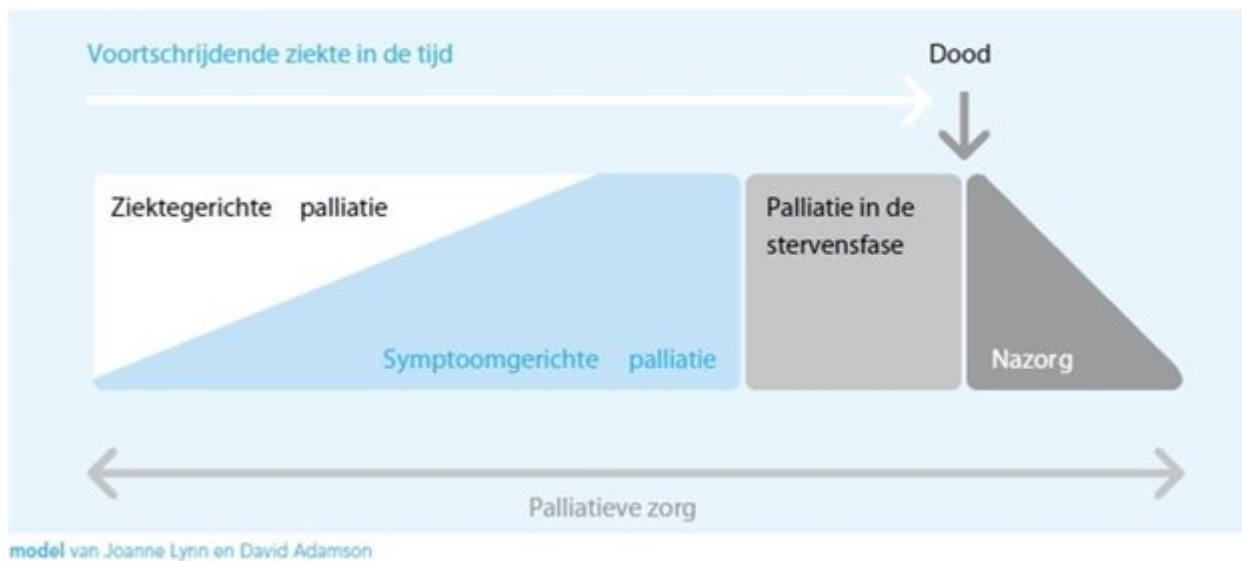 Voortschrijdende ziekte in de tijd
Dood
Ziektegerichte palliatie
Palliatie in de
stervensfase
Symptoomgerichte palliatie
Nazorg
Palliatieve zorg
model van Joanne Lynn en David Adamson